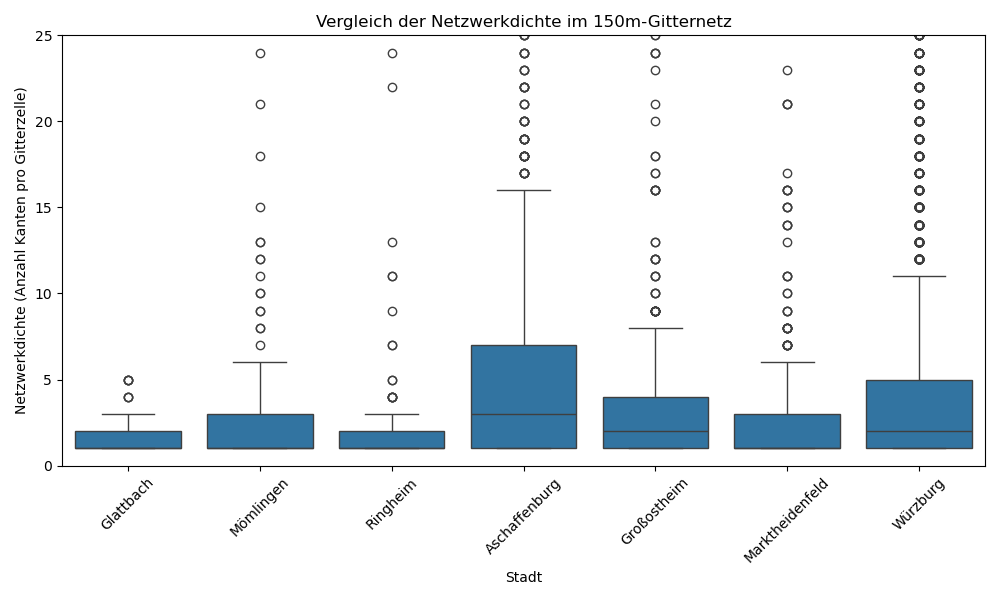 Vergleich der Netzwerkdichte im 150m-Gitternetz
Netzwerkdichte (Anzahl Kanten pro Gitterzelle)
25
20
15
10
5
0
Glattbach
Mömlingen
Ringheim
Aschaffenburg
Großostheim
Marktheidenfeld
Würzburg
Stadt